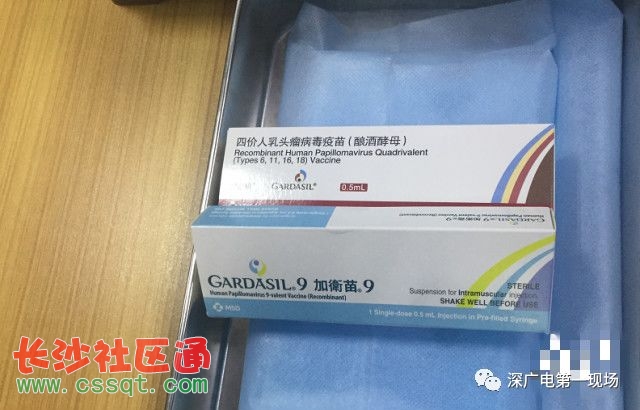 四价人乳头瘤病毒疫苗(酿酒酵母)
Recombinant Human Papillomavirus Quadrivalent
(Types 6, 11, 16, 18) Vaccine
GARDASIL®
0.5mL
GARDASIL®9
GARDASIL®9 加衛苗®9
Human Papillomavirus 9-valent Vaccine (Recombinant)
STERILE
Suspension for Intramuscular injection
SHAKE WELL BEFORE USE
MSD
1 Single-dose 0.5 mL Injection in Pre-filled Syringe
长沙社区通
www.cssqt.com
深广电第一现场